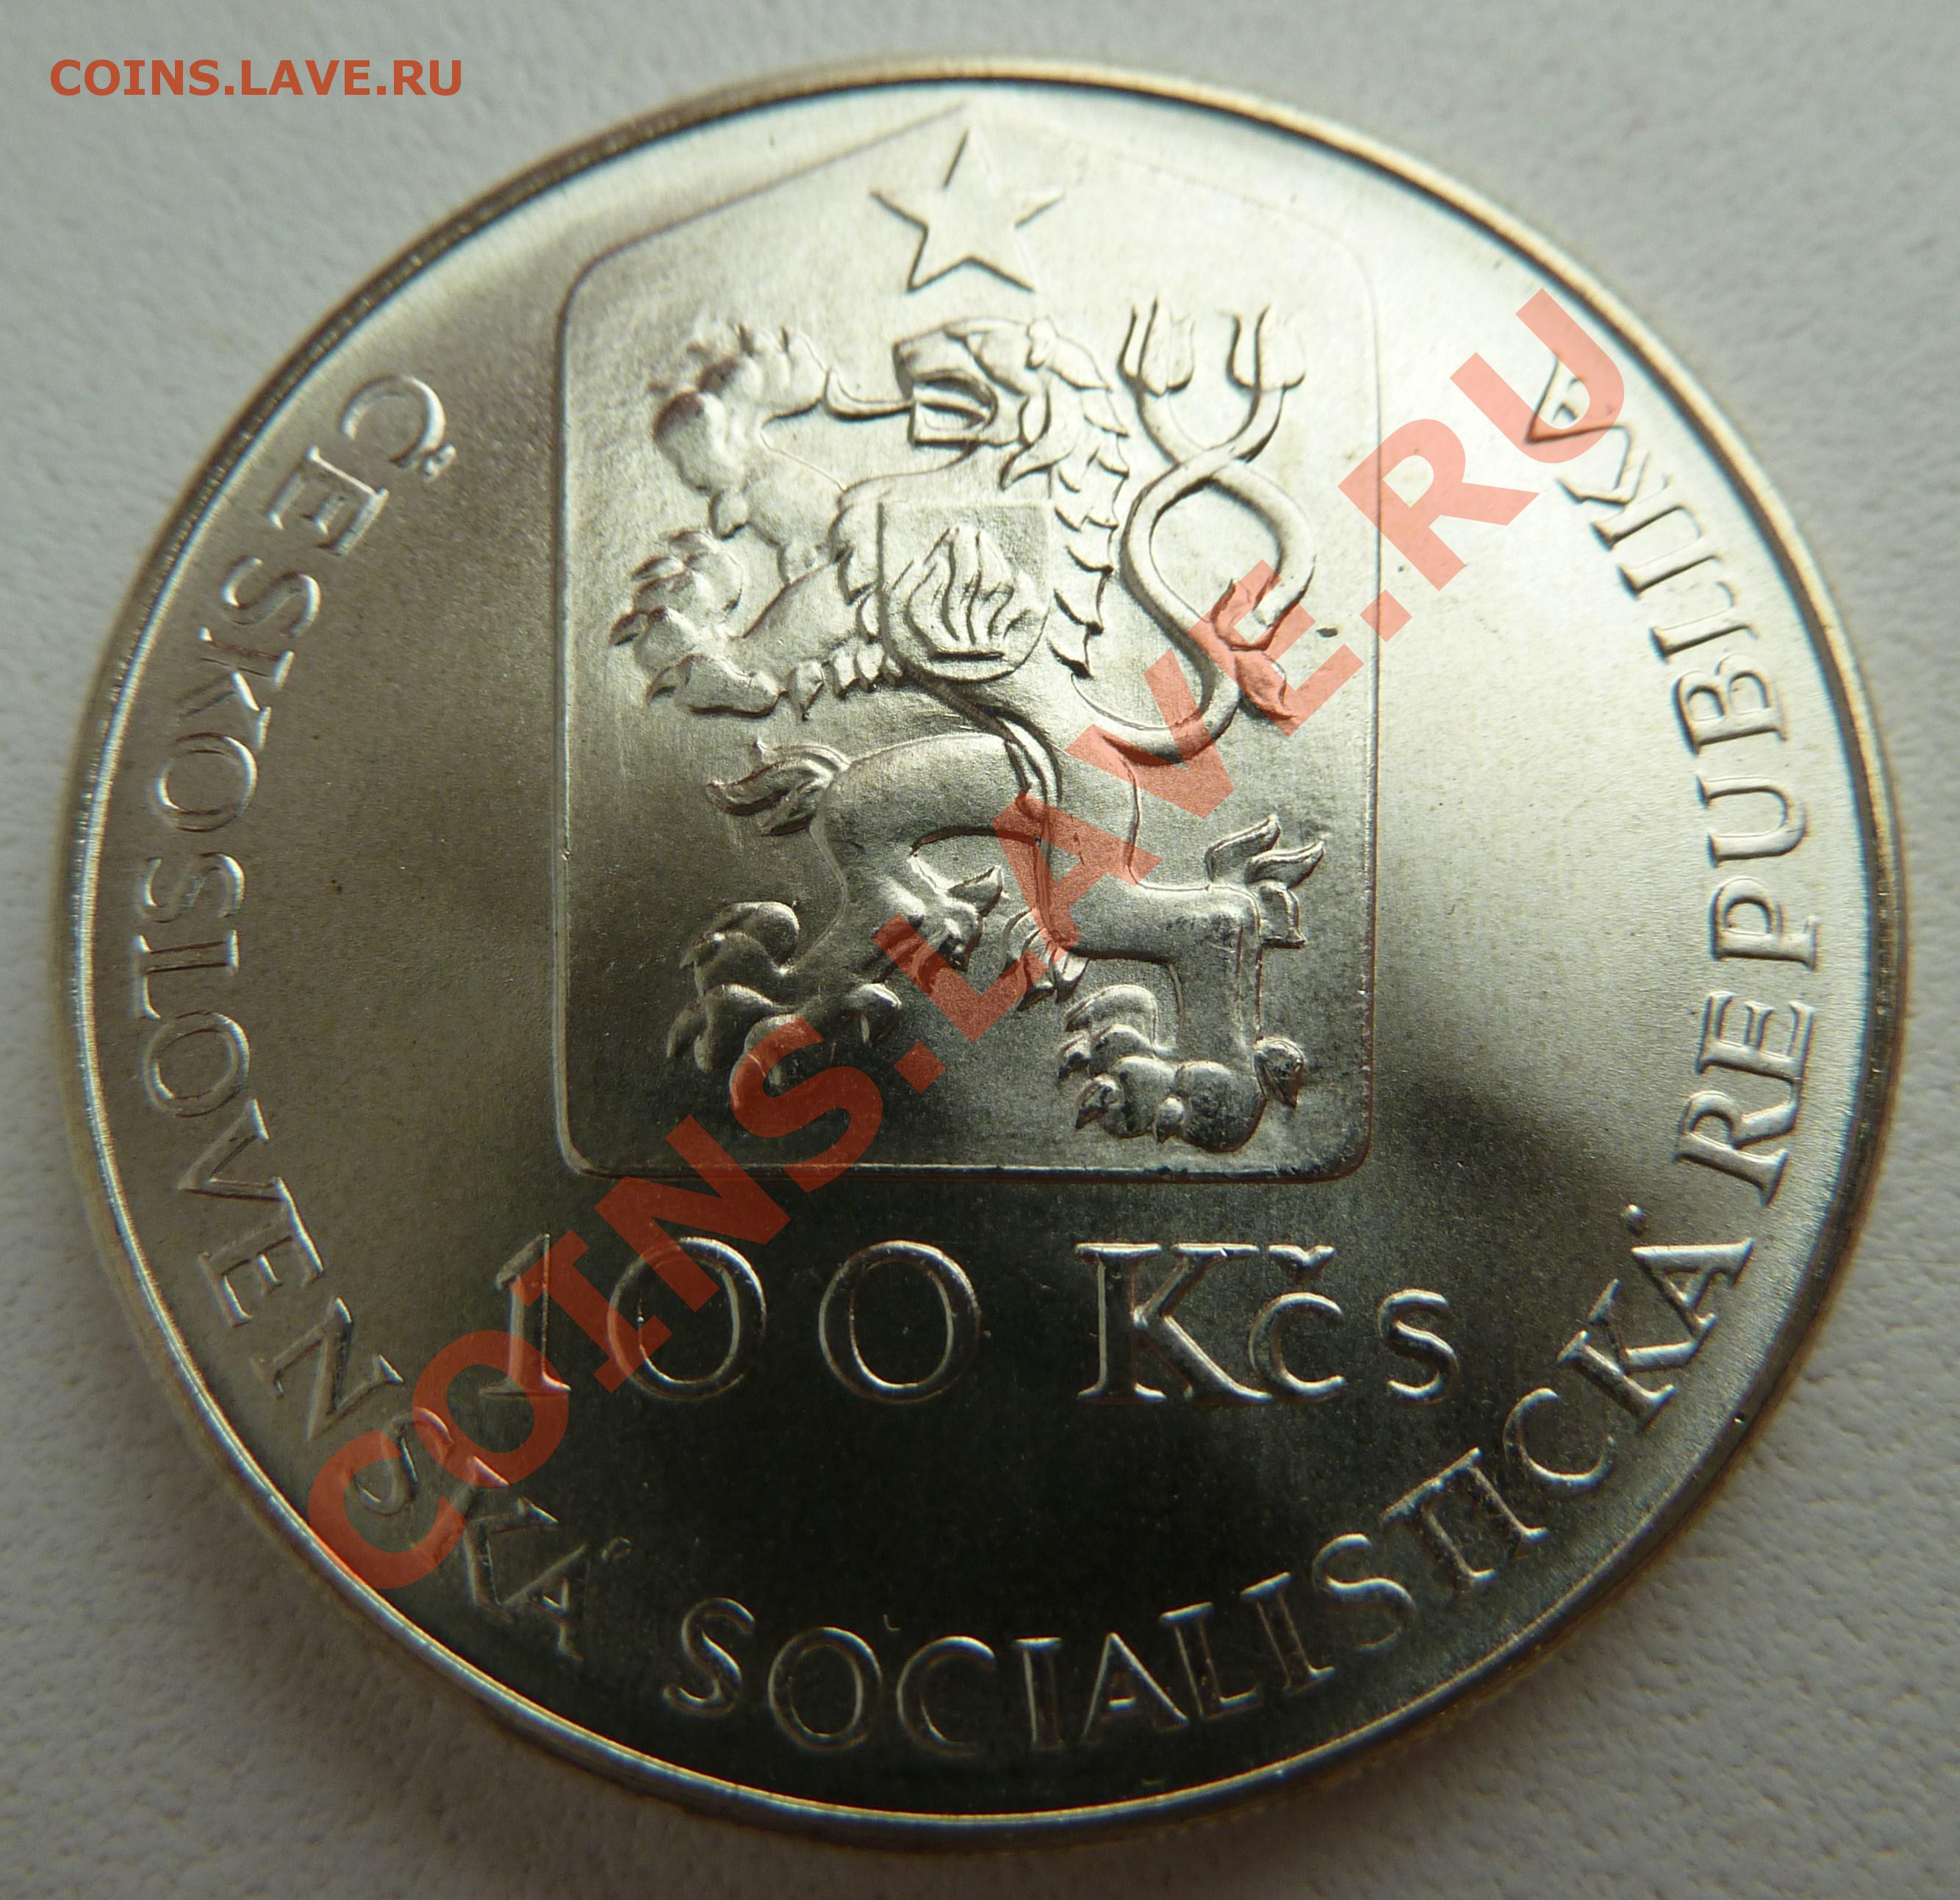 COINS.LAVE.RU
ČESKOSLOVENSKÁ SOCIALISTICKÁ REPUBLIKA
100 Kčs
COINS.LAVE.RU